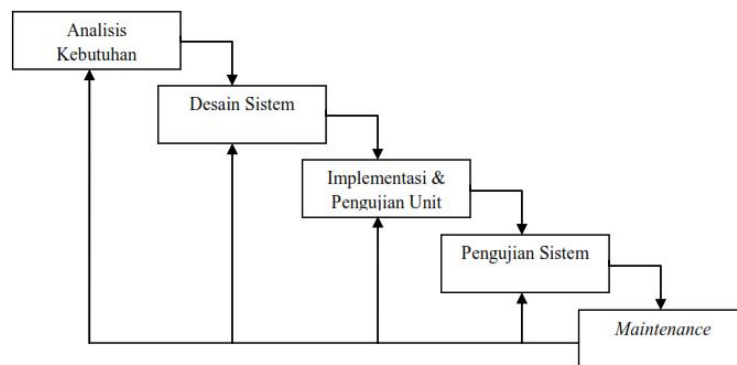 Analisis
Kebutuhan
Desain Sistem
Implementasi &
Pengujian Unit
Pengujian Sistem
Maintenance